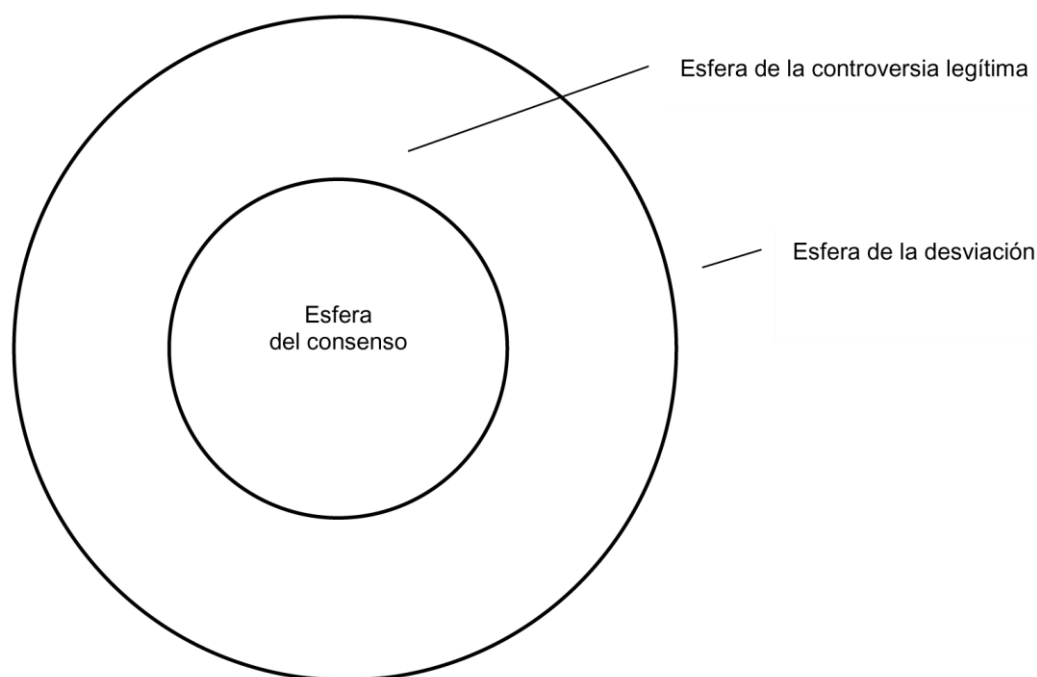 Esfera de la controversia legítima
Esfera de la desviación
Esfera
del consenso